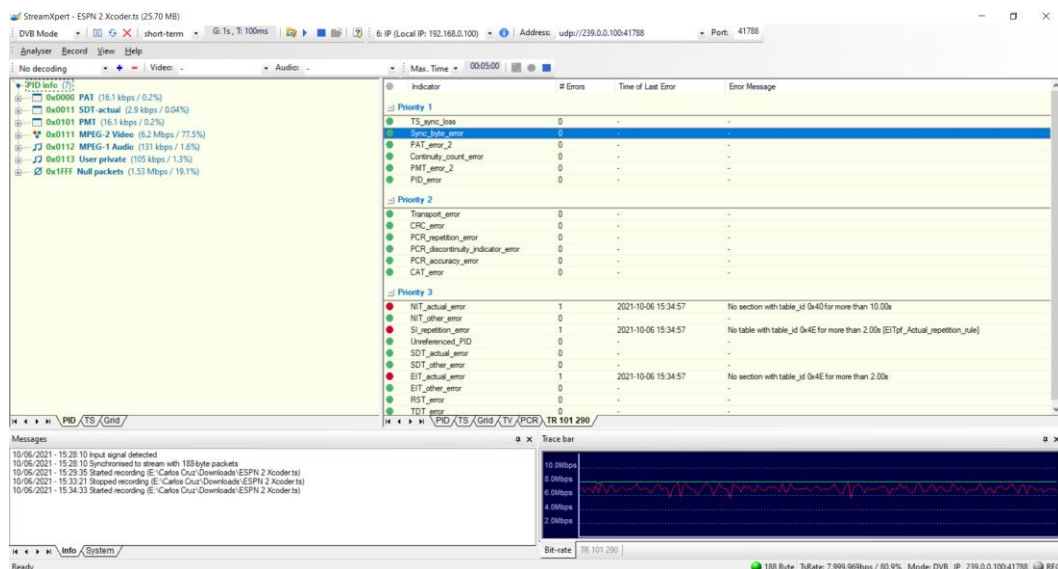 StreamXpert - ESPN 2 Xcoder.ts (25.70 MB)
DVB Mode short-term G: 1s, T: 100ms 6: IP (Local IP: 192.168.0.100) Address: udp://239.0.0.100:41788 Port: 41788
Analyser Record View Help
No decoding Video: - Audio: - Max. Time 00:05:00
PID info (7)
0x0000 PAT (16.1 kbps / 0.2%)
0x0011 SDT-actual (2.9 kbps / 0.04%)
0x0101 PMT (16.1 kbps / 0.2%)
0x0111 MPEG-2 Video (6.2 Mbps / 77.5%)
0x0112 MPEG-1 Audio (131 kbps / 1.6%)
0x0113 User private (105 kbps / 1.3%)
0x1FFF Null packets (1.53 Mbps / 19.1%)
PID TS Grid
Indicator # Errors Time of Last Error Error Message
Priority 1
TS_sync_loss 0 - -
Sync_byte_error 0 - -
PAT_error_2 0 - -
Continuity_count_error 0 - -
PMT_error_2 0 - -
PID_error 0 - -
Priority 2
Transport_error 0 - -
CRC_error 0 - -
PCR_repetition_error 0 - -
PCR_discontinuity_indicator_error 0 - -
PCR_accuracy_error 0 - -
CAT_error 0 - -
Priority 3
NIT_actual_error 1 2021-10-06 15:34:57 No section with table_id 0x40 for more than 10.00s
NIT_other_error 0 - -
SI_repetition_error 1 2021-10-06 15:34:57 No table with table_id 0x4E for more than 2.00s [EITpf_Actual_repetition_rule]
Unreferenced_PID 0 - -
SDT_actual_error 0 - -
SDT_other_error 0 - -
EIT_actual_error 1 2021-10-06 15:34:57 No section with table_id 0x4E for more than 2.00s
EIT_other_error 0 - -
RST_error 0 - -
TDT_error 0 - -
PID TS Grid TV PCR TR 101 290
Messages
10/06/2021 - 15:28:10 Input signal detected
10/06/2021 - 15:28:10 Synchronised to stream with 188-byte packets
10/06/2021 - 15:29:35 Started recording (E:\Carlos Cruz\Downloads\ESPN 2 Xcoder.ts)
10/06/2021 - 15:33:21 Stopped recording (E:\Carlos Cruz\Downloads\ESPN 2 Xcoder.ts)
10/06/2021 - 15:34:33 Started recording (E:\Carlos Cruz\Downloads\ESPN 2 Xcoder.ts)
Info System
Trace bar
10.0Mbps
8.0Mbps
6.0Mbps
4.0Mbps
2.0Mbps
Bit-rate TR 101 290
Ready 188 Byte TsRate: 7,999,969bps / 80.9% Mode: DVB IP 239.0.0.100:41788 REC